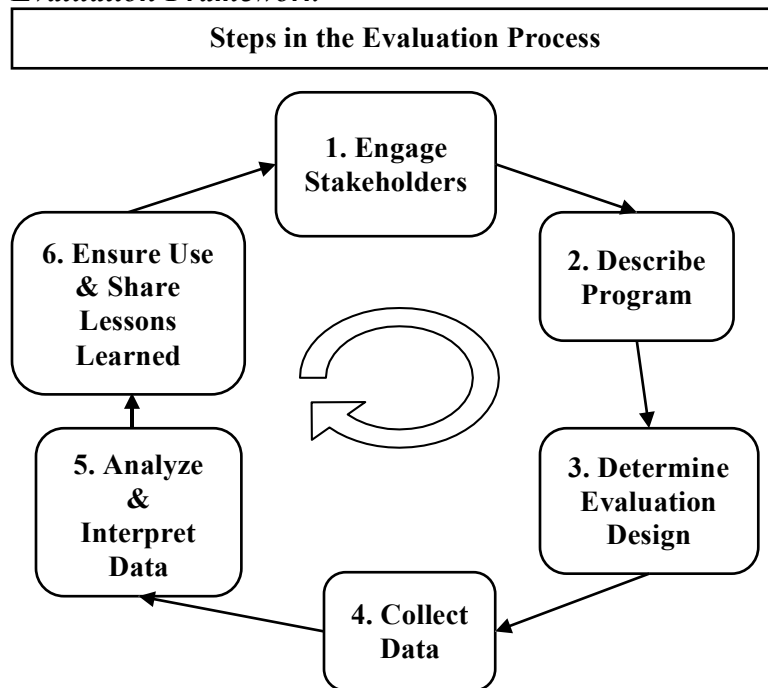 Evaluation Framework
Steps in the Evaluation Process
1. Engage
Stakeholders
2. Describe
Program
3. Determine
Evaluation
Design
4. Collect
Data
5. Analyze
&
Interpret
Data
6. Ensure Use
& Share
Lessons
Learned